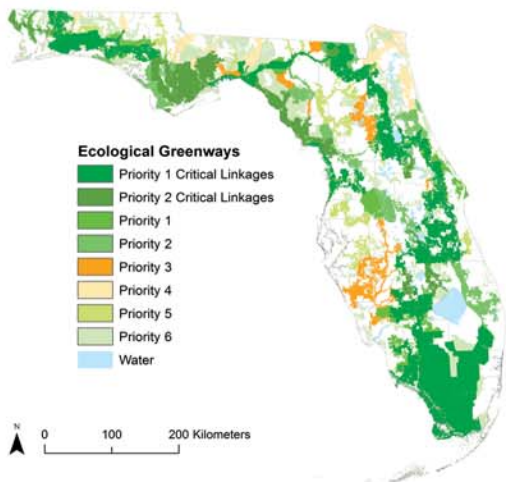 Ecological Greenways
Priority 1 Critical Linkages
Priority 2 Critical Linkages
Priority 1
Priority 2
Priority 3
Priority 4
Priority 5
Priority 6
Water
N
0 100 200 Kilometers